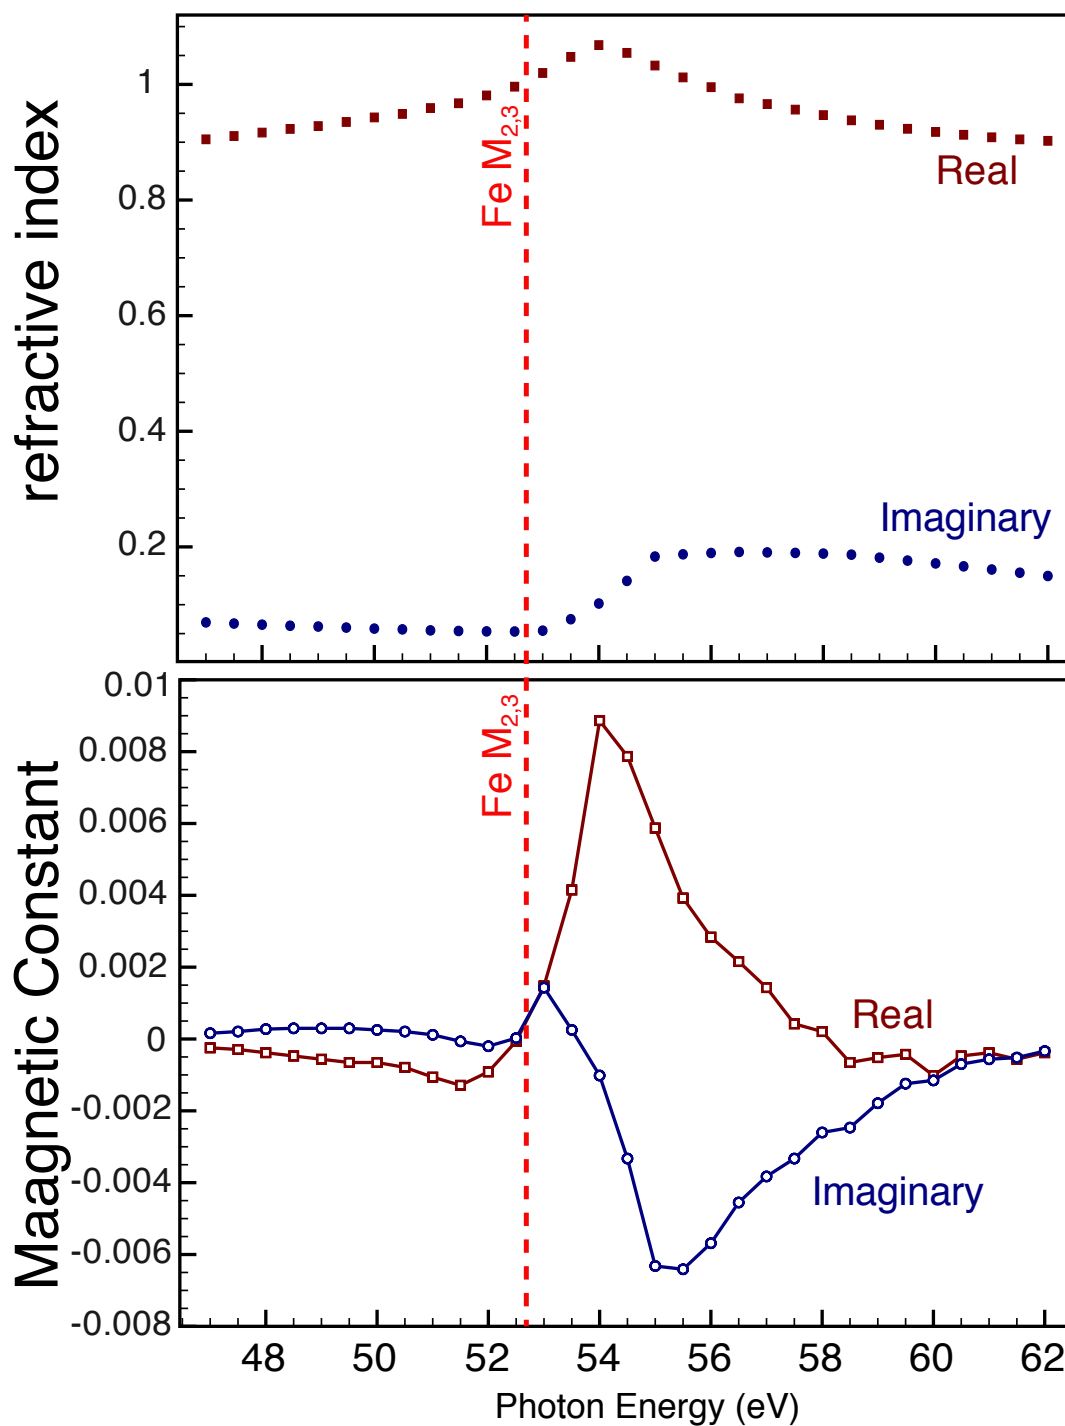 refractive index
1
0.8
0.6
0.4
0.2
Fe M2,3
Real
Imaginary
Maagnetic Constant
0.01
0.008
0.006
0.004
0.002
0
-0.002
-0.004
-0.006
-0.008
Fe M2,3
Real
Imaginary
48 50 52 54 56 58 60 62
Photon Energy (eV)